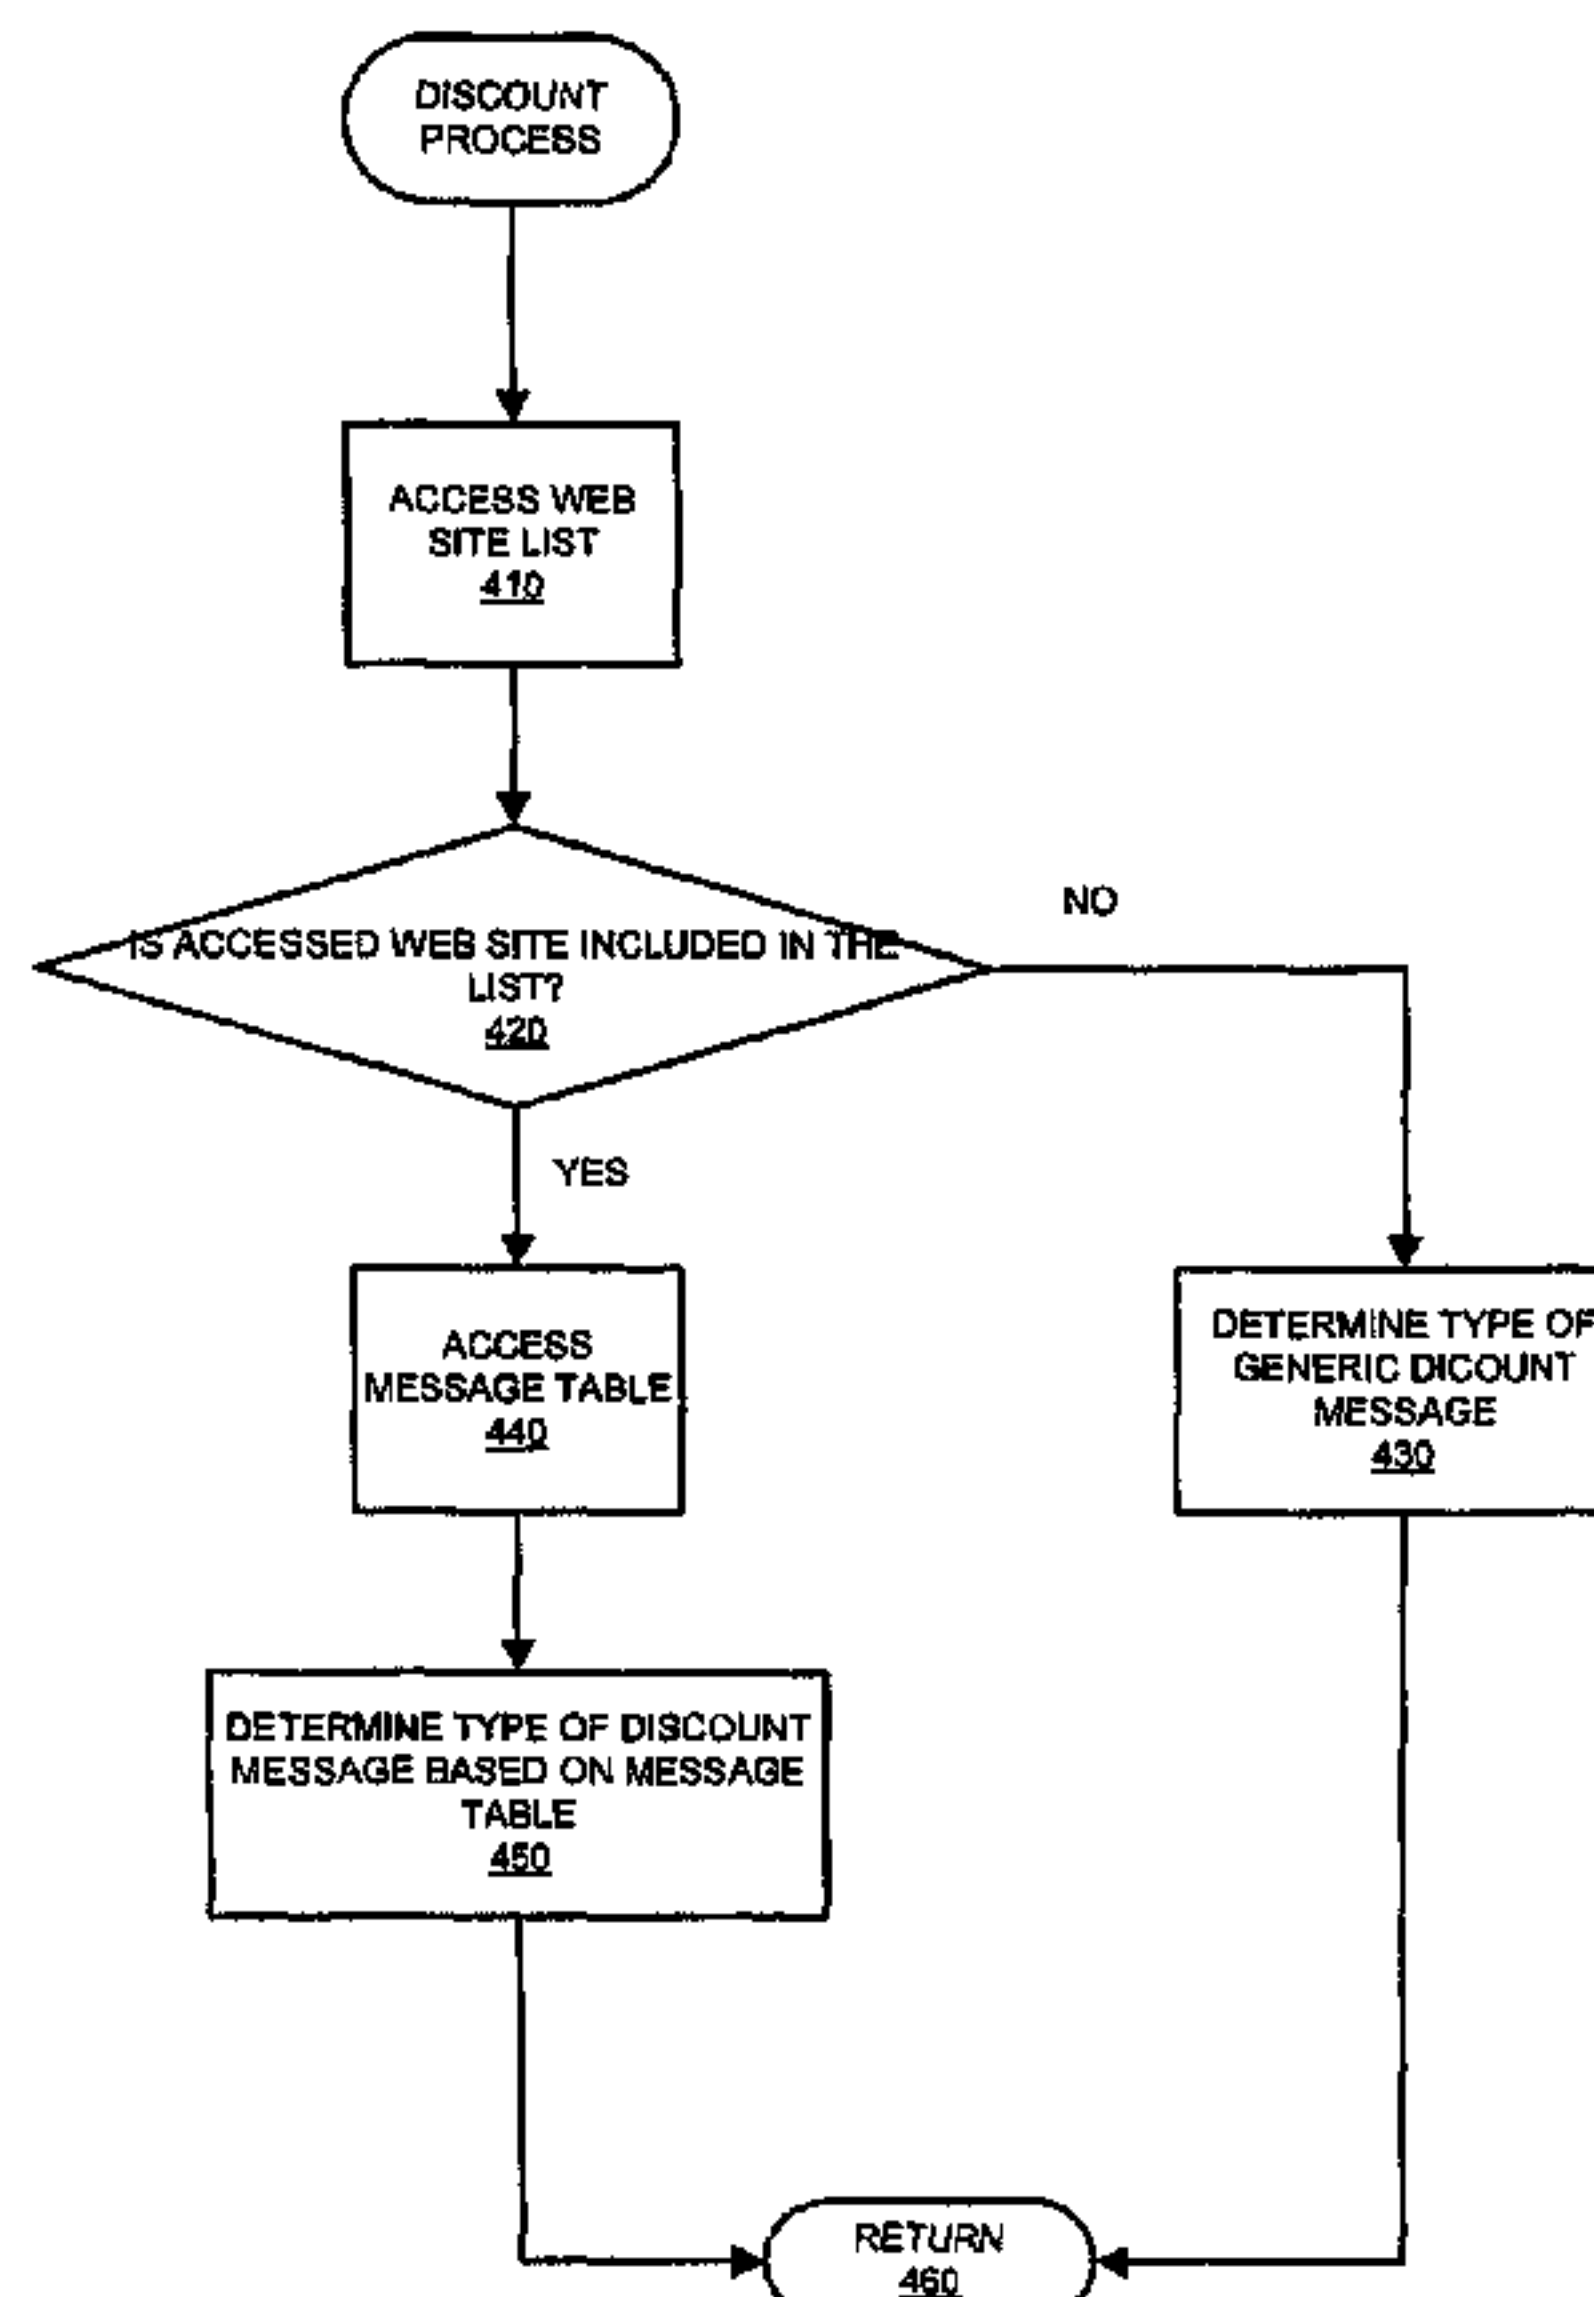 DISCOUNT
PROCESS
ACCESS WEB
SITE LIST
410
IS ACCESSED WEB SITE INCLUDED IN THE
LIST?
420
NO
YES
ACCESS
MESSAGE TABLE
440
DETERMINE TYPE OF
GENERIC DICOUNT
MESSAGE
430
DETERMINE TYPE OF DISCOUNT
MESSAGE BASED ON MESSAGE
TABLE
450
RETURN
460